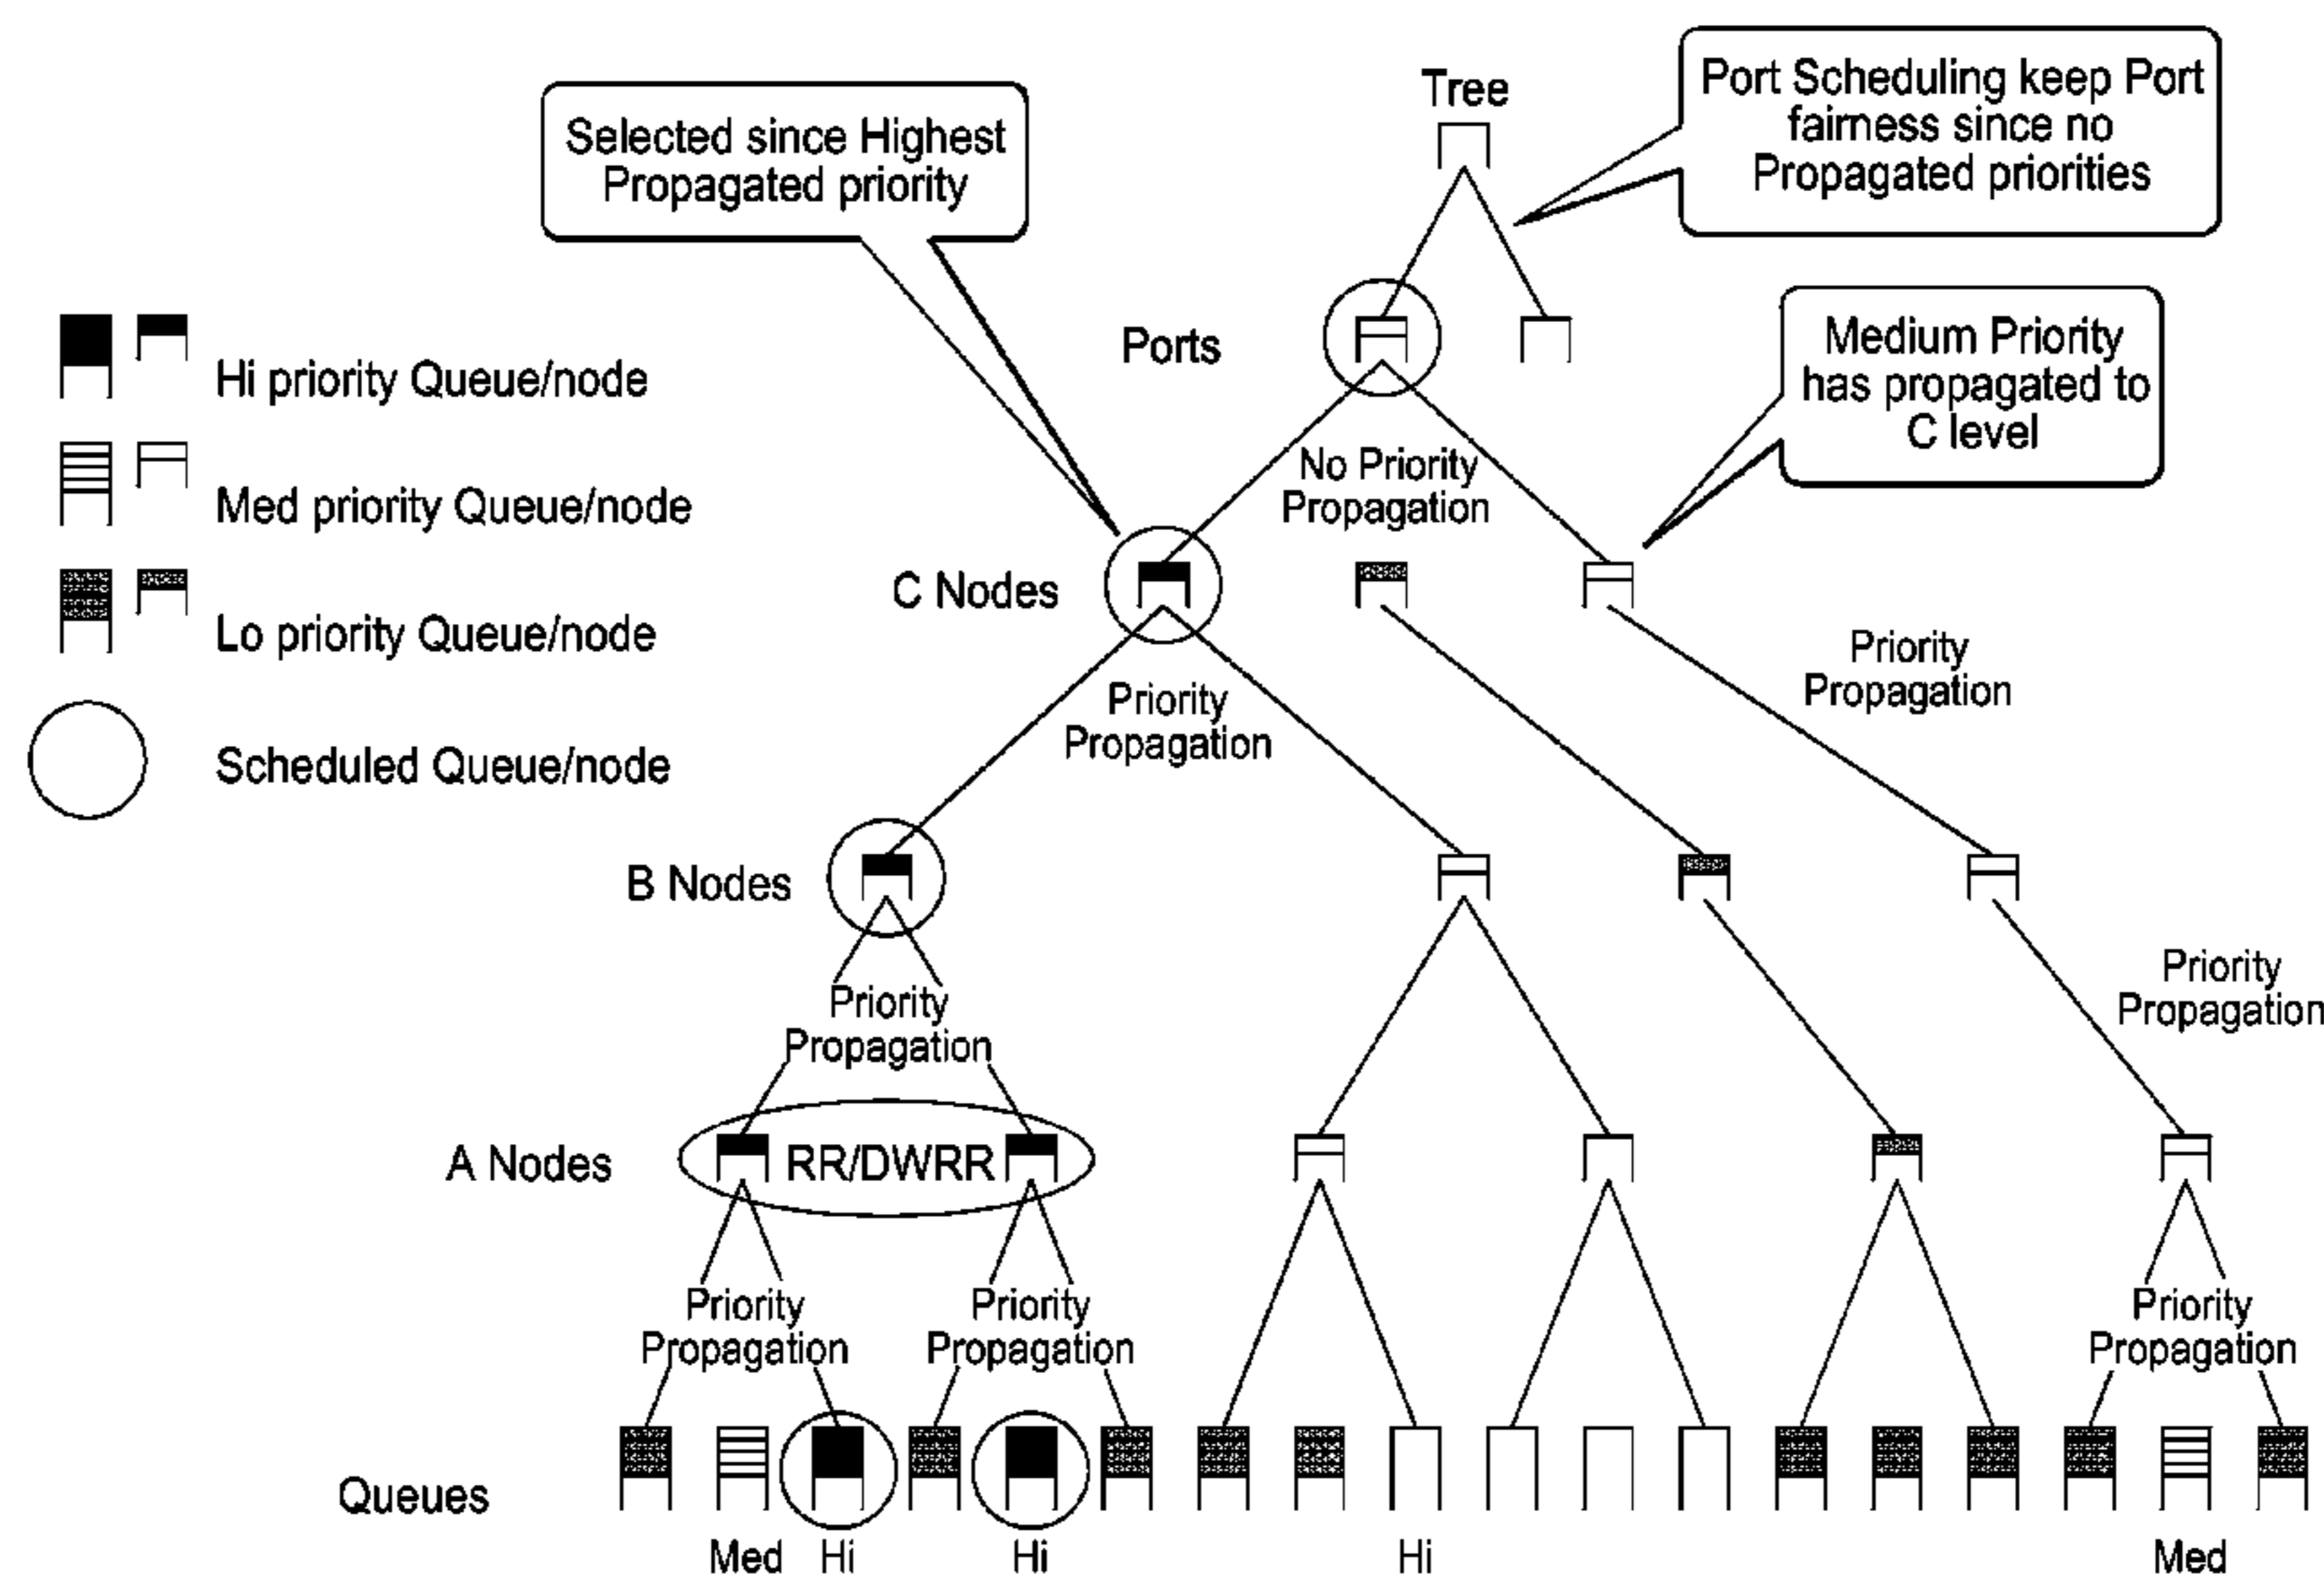 Tree
Port Scheduling keep Port
fairness since no
Propagated priorities
Selected since Highest
Propagated priority
Ports
Medium Priority
has propagated to
C level
Hi priority Queue/node
Med priority Queue/node
Lo priority Queue/node
Scheduled Queue/node
No Priority
Propagation
C Nodes
Priority
Propagation
Priority
Propagation
B Nodes
Priority
Propagation
Priority
Propagation
A Nodes
RR/DWRR
Priority
Propagation
Priority
Propagation
Priority
Propagation
Queues
Med
Hi
Hi
Hi
Med